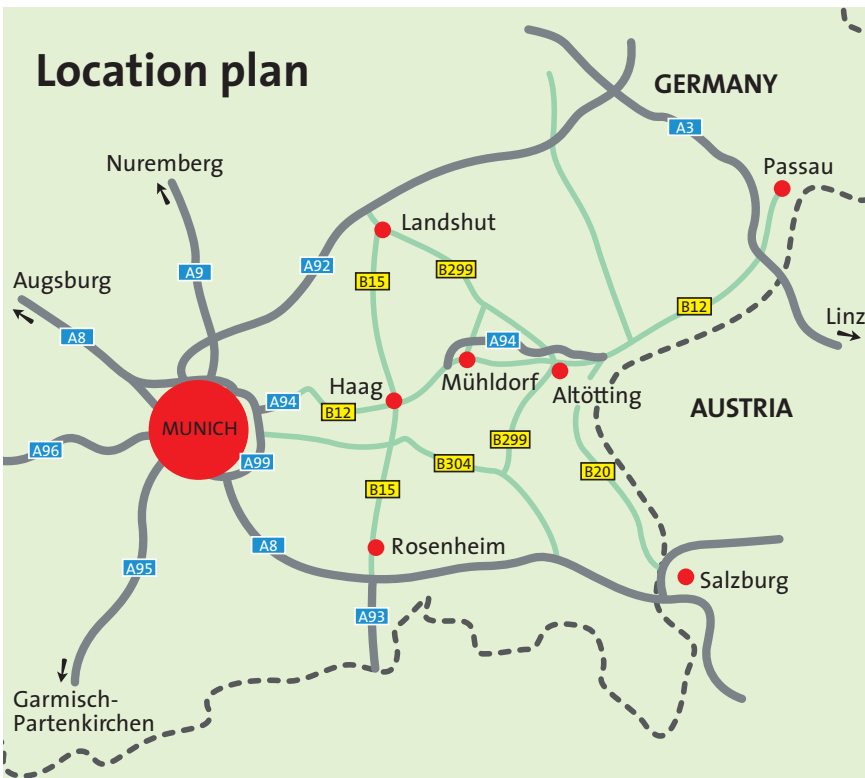 Location plan
GERMANY
A3
Nuremberg
Passau
Landshut
A9
A92
B299
B15
Augsburg
B12
Linz
A8
A94
Haag
Mühldorf
Altötting
A94
B12
AUSTRIA
MUNICH
B299
A96
A99
B304
B20
B15
A8
Rosenheim
A95
Salzburg
A93
Garmisch-
Partenkirchen